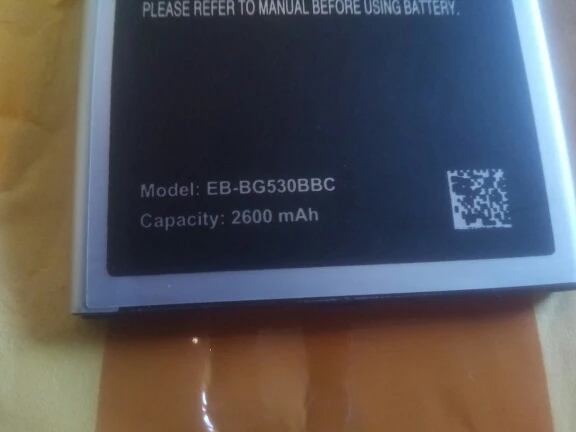 PLEASE REFER TO MANUAL BEFORE USING BATTERY.
Model: EB-BG530BBC
Capacity: 2600 mAh